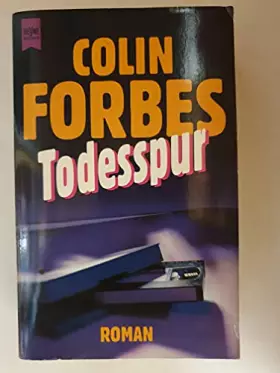 COLIN
FORBES
Todesspur
ROMAN